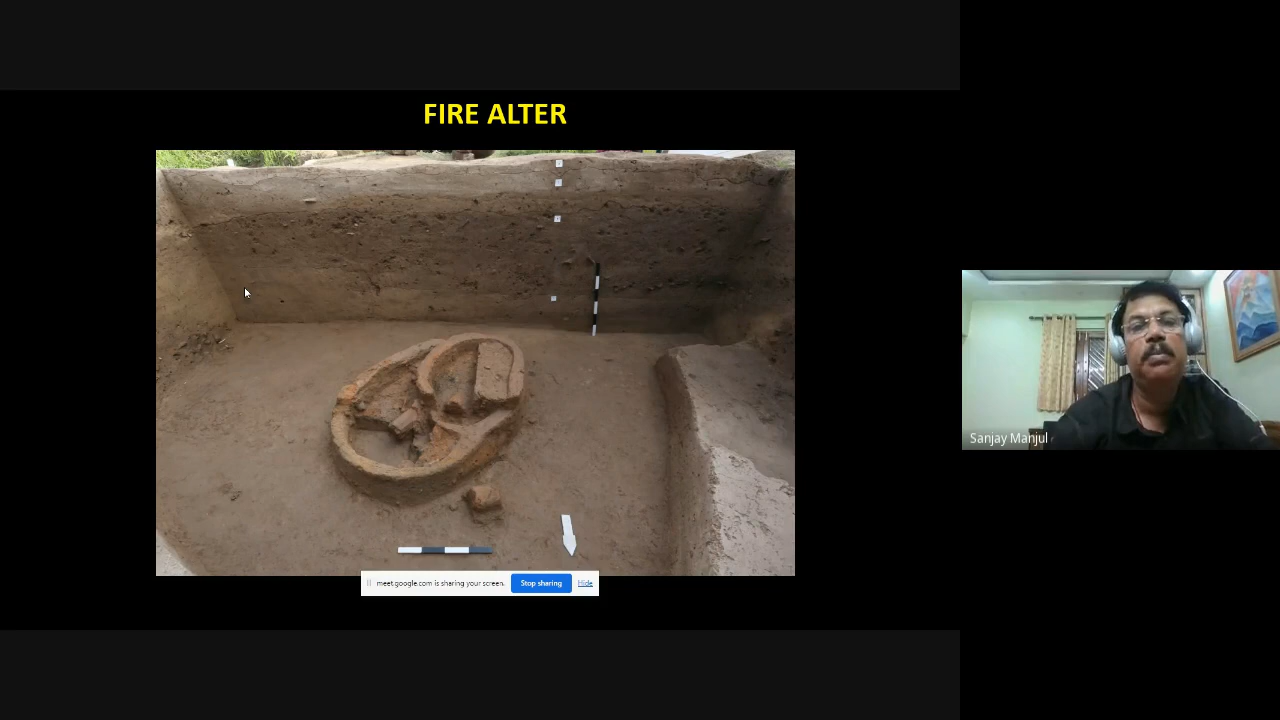 FIRE ALTER
meet.google.com is sharing your screen.
Stop sharing
Hide
Sanjay Manjul